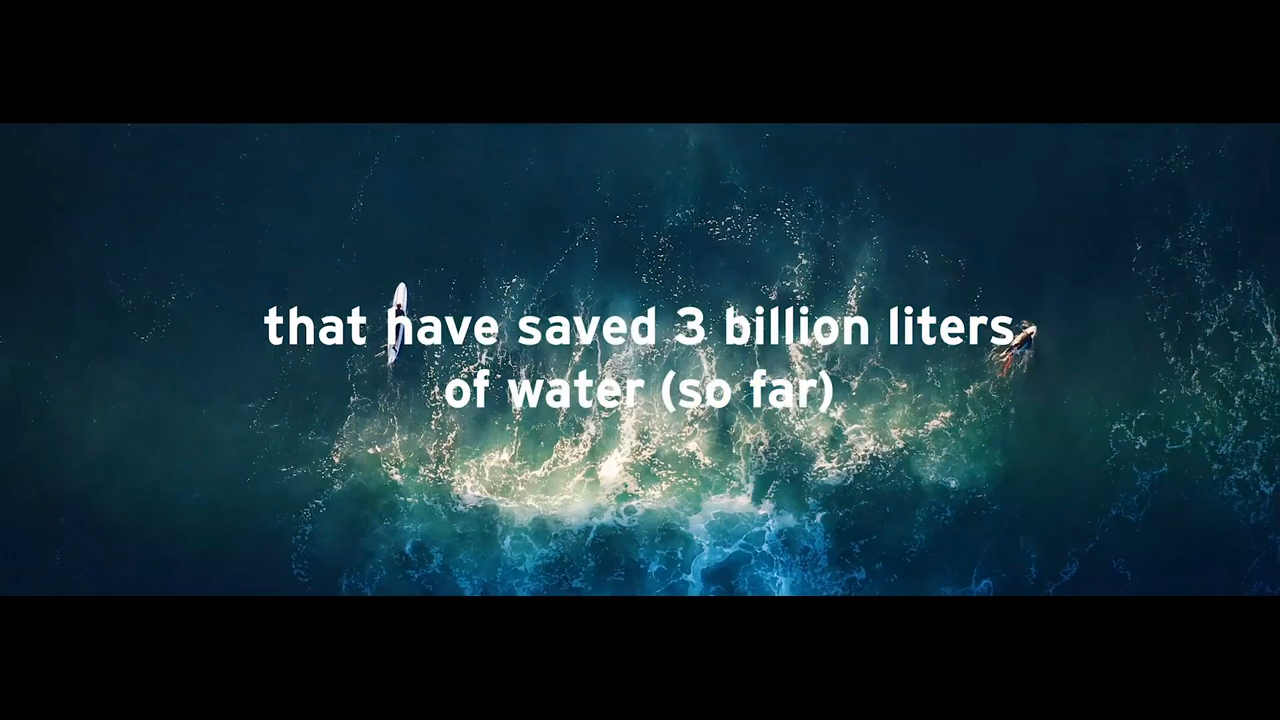 that have saved 3 billion liters
of water (so far)